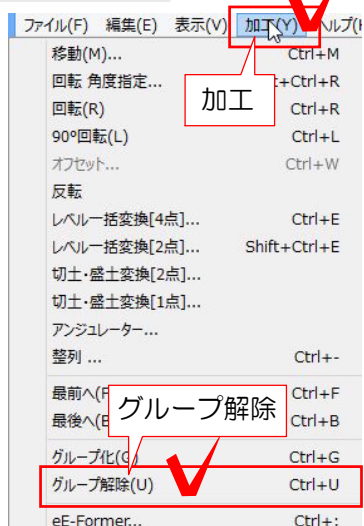 ファイル(F) 編集(E) 表示(V) 加工(Y) ヘルプ(H
移動(M)... Ctrl+M
回転 角度指定... +Ctrl+R
加工
回転(R) Ctrl+R
90°回転(L) Ctrl+L
オフセット... Ctrl+W
反転
レベル一括変換[4点]... Ctrl+E
レベル一括変換[2点]... Shift+Ctrl+E
切土・盛土変換[2点]...
切土・盛土変換[1点]...
アンジュレーター...
整列 ... Ctrl+-
最前へ(F Ctrl+F
グループ解除
最後へ(B Ctrl+B
グループ化(G) Ctrl+G
グループ解除(U) Ctrl+U
eE-Former... Ctrl+: